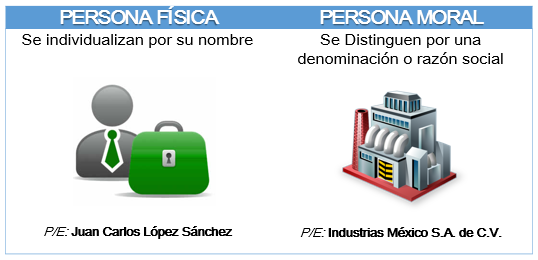 PERSONA FÍSICA
Se individualizan por su nombre
P/E: Juan Carlos López Sánchez
PERSONA MORAL
Se Distinguen por una
denominación o razón social
P/E: Industrias México S.A. de C.V.